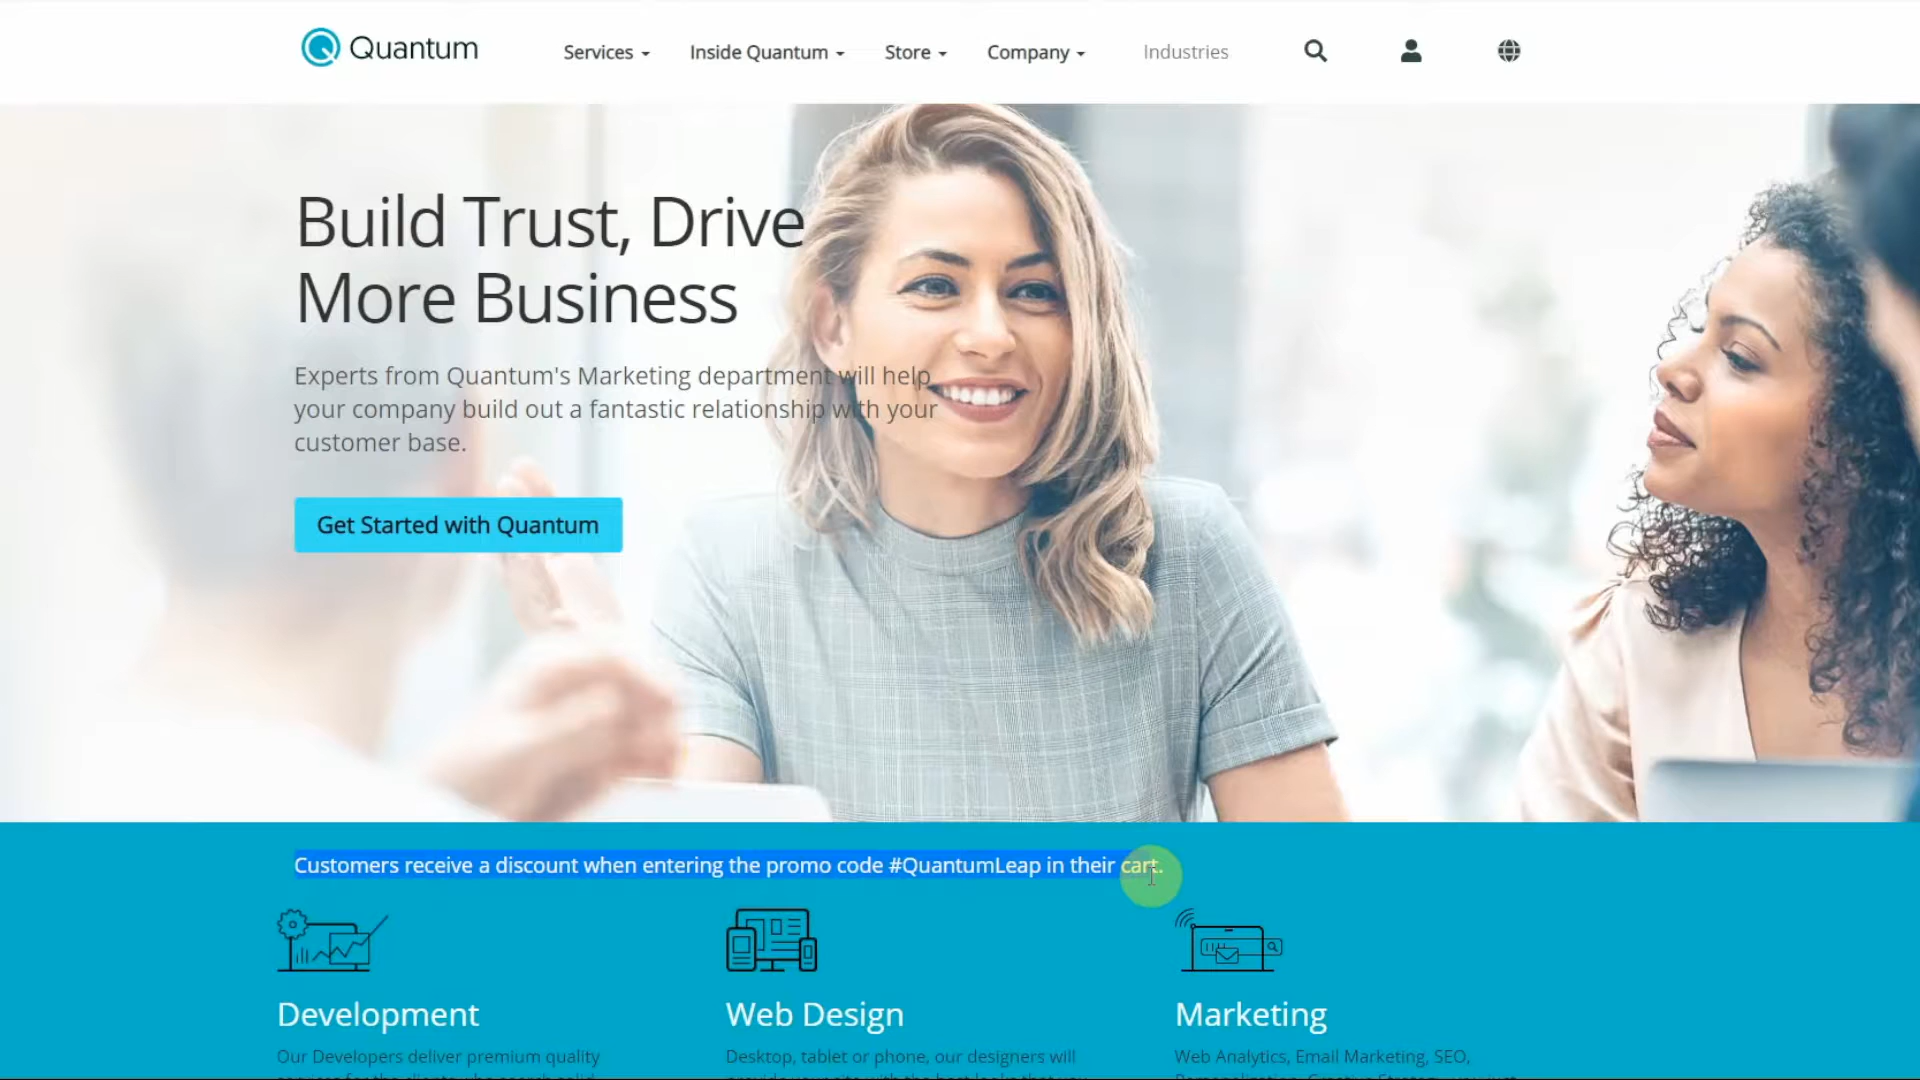 Quantum
Services
Inside Quantum
Store
Company
Industries
Build Trust, Drive
More Business
Experts from Quantum's Marketing department will help
your company build out a fantastic relationship with your
customer base.
Get Started with Quantum
Customers receive a discount when entering the promo code #QuantumLeap in their cart.
Development
Web Design
Marketing
Our Developers deliver premium quality
Desktop, tablet or phone, our designers will
Web Analytics, Email Marketing, SEO,